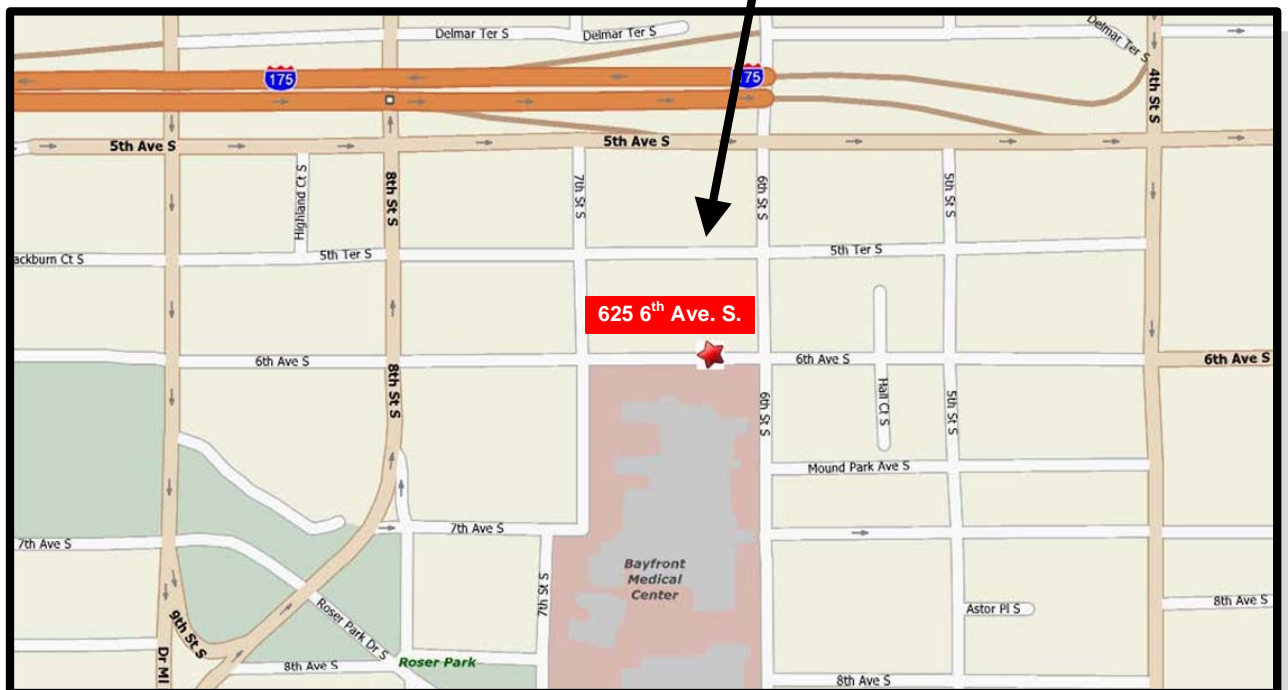 Delmar Ter S
Delmar Ter S
Delmar Ter S
175
175
4th St S
5th Ave S
5th Ave S
Highland Ct S
8th St S
7th St S
6th St S
5th St S
ackburn Ct S
5th Ter S
5th Ter S
625 6th Ave. S.
6th Ave S
6th Ave S
6th Ave S
8th St S
6th St S
Hall Ct S
5th St S
Mound Park Ave S
7th Ave S
7th Ave S
Bayfront
Medical
Center
7th St S
9th St S
Roser Park Dr S
Astor Pl S
8th Ave S
Dr Ml
8th Ave S
Roser Park
8th Ave S